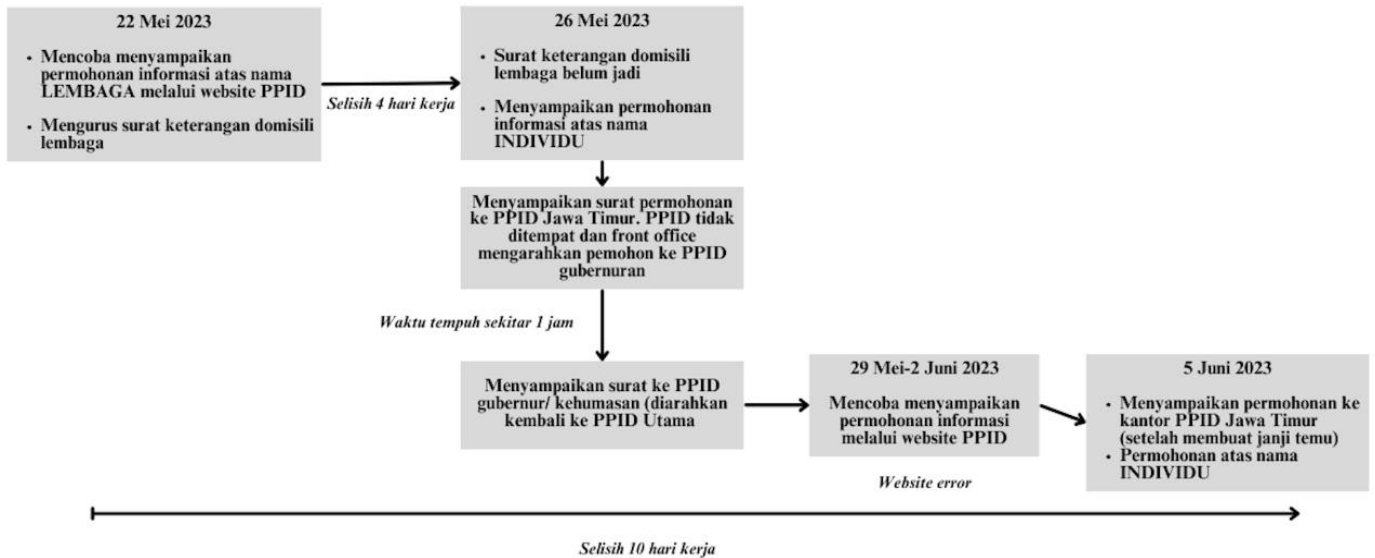 22 Mei 2023
• Mencoba menyampaikan
permohonan informasi atas nama
LEMBAGA melalui website PPID
• Mengurus surat keterangan domisili
lembaga
Selisih 4 hari kerja
26 Mei 2023
• Surat keterangan domisili
lembaga belum jadi
• Menyampaikan permohonan
informasi atas nama
INDIVIDU
Menyampaikan surat permohonan
ke PPID Jawa Timur. PPID tidak
ditempat dan front office
mengarahkan pemohon ke PPID
gubernuran
Waktu tempuh sekitar 1 jam
Menyampaikan surat ke PPID
gubernur/ kehumasan (diarahkan
kembali ke PPID Utama
29 Mei-2 Juni 2023
Mencoba menyampaikan
permohonan informasi
melalui website PPID
Website error
5 Juni 2023
• Menyampaikan permohonan ke
kantor PPID Jawa Timur
(setelah membuat janji temu)
• Permohonan atas nama
INDIVIDU
Selisih 10 hari kerja